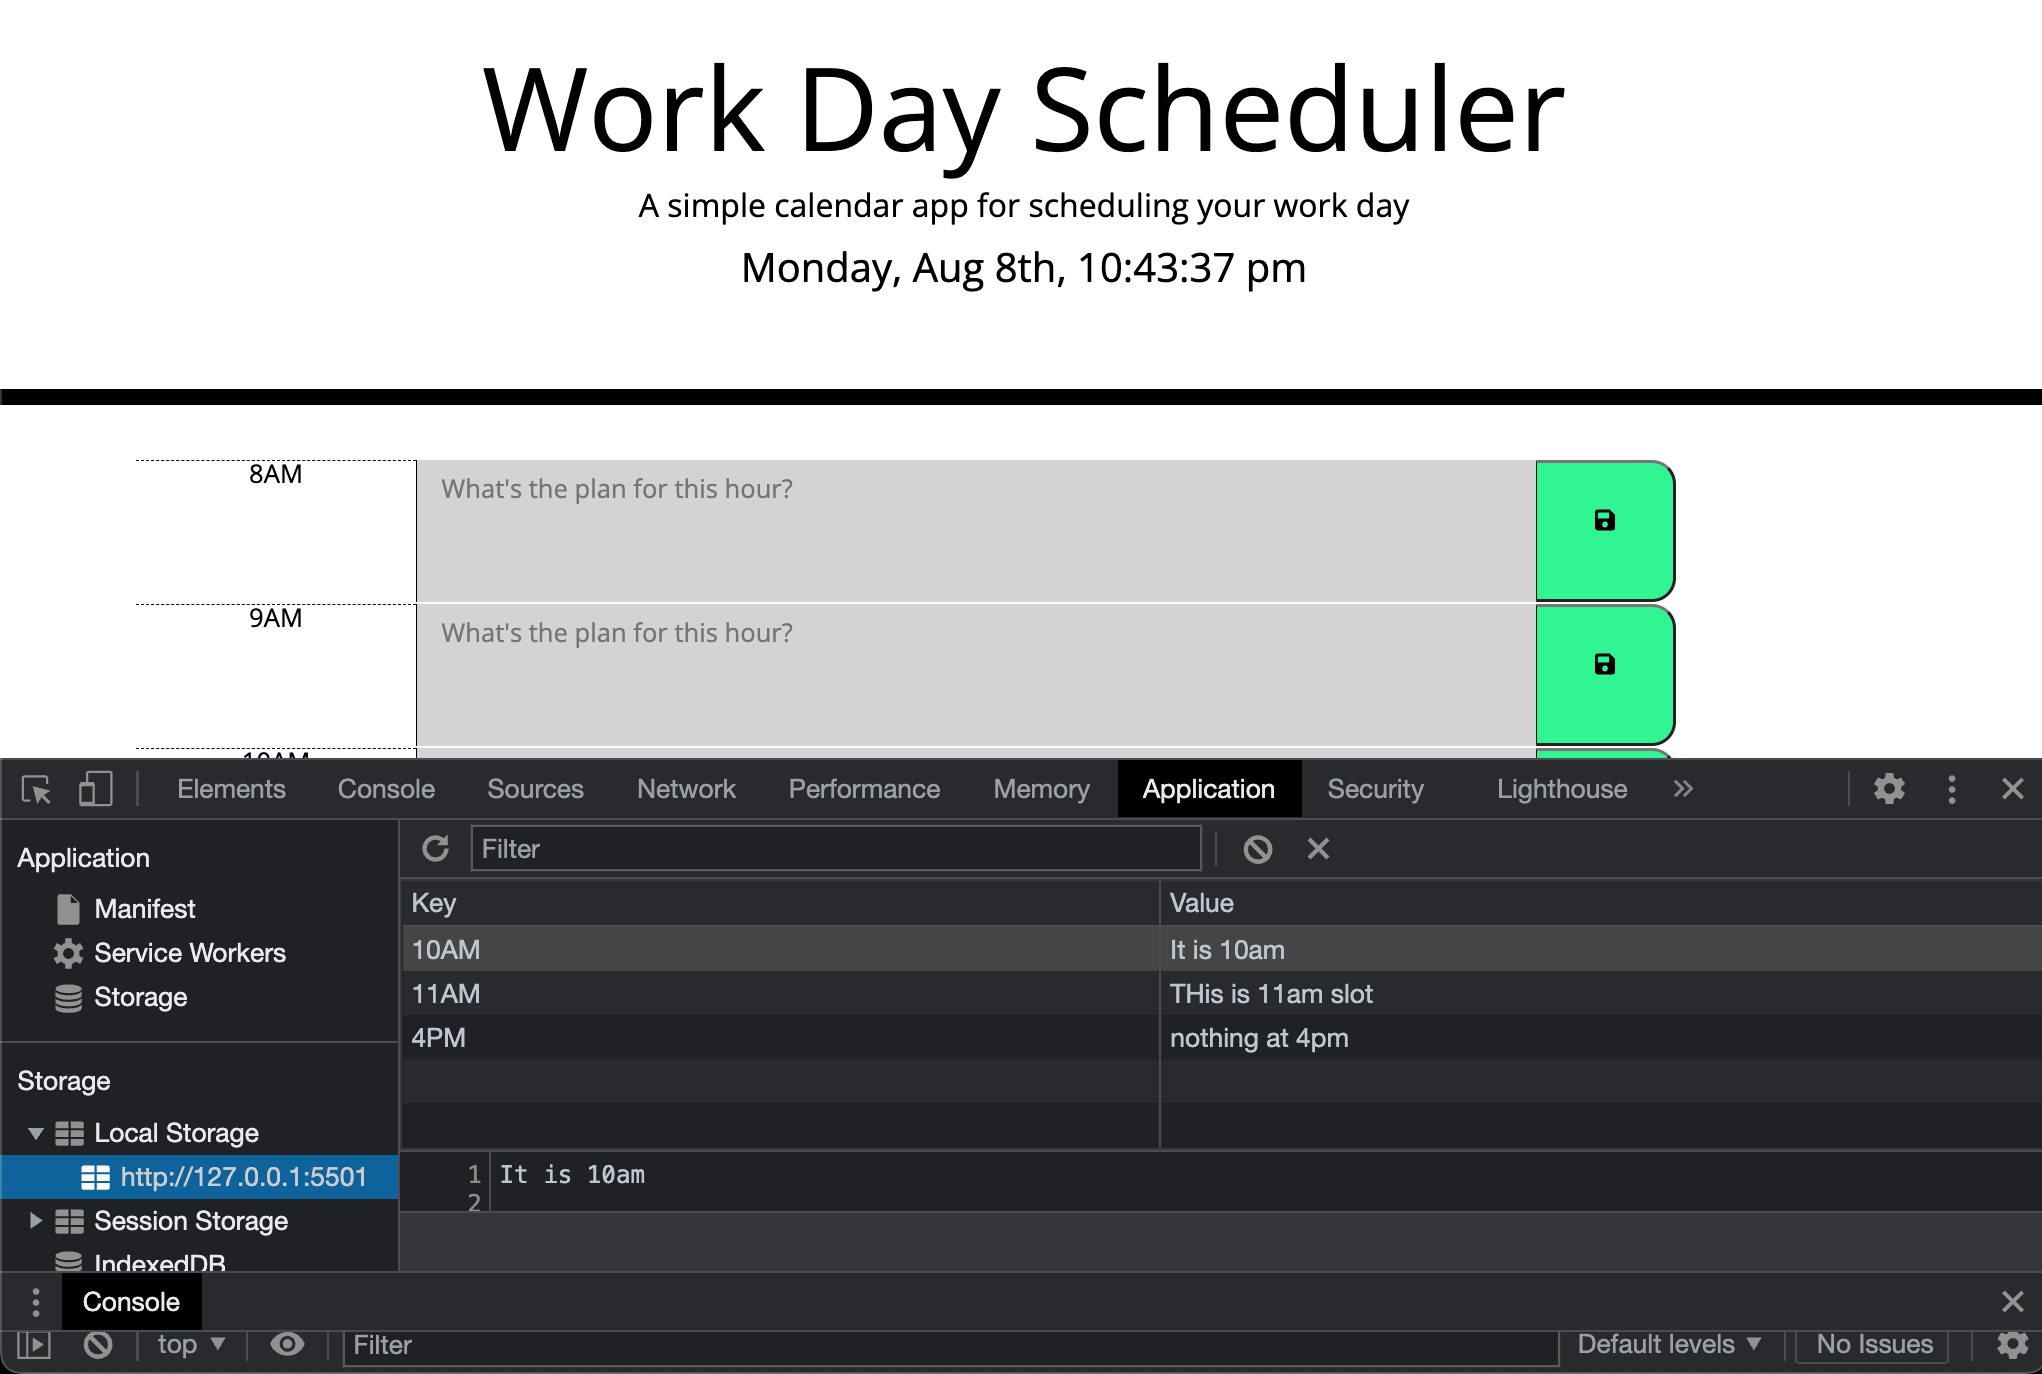 Work Day Scheduler
A simple calendar app for scheduling your work day
Monday, Aug 8th, 10:43:37 pm
8AM
What's the plan for this hour?
9AM
What's the plan for this hour?
10AM
Elements Console Sources Network Performance Memory Application Security Lighthouse »
Application
Filter
Manifest
Service Workers
Storage
Key Value
10AM It is 10am
11AM THis is 11am slot
4PM nothing at 4pm
Storage
Local Storage
http://127.0.0.1:5501
Session Storage
IndexedDB
1 It is 10am
2
Console
top Filter Default levels No Issues